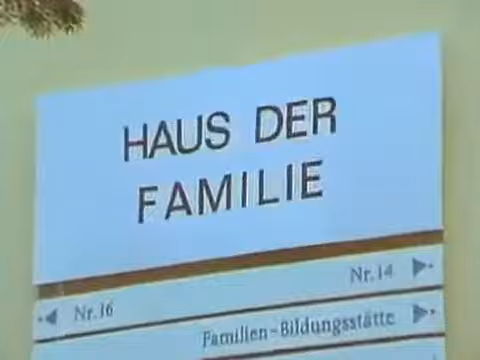 HAUS DER
FAMILIE
Nr.14
Nr.16
Familien-Bildungsstätte